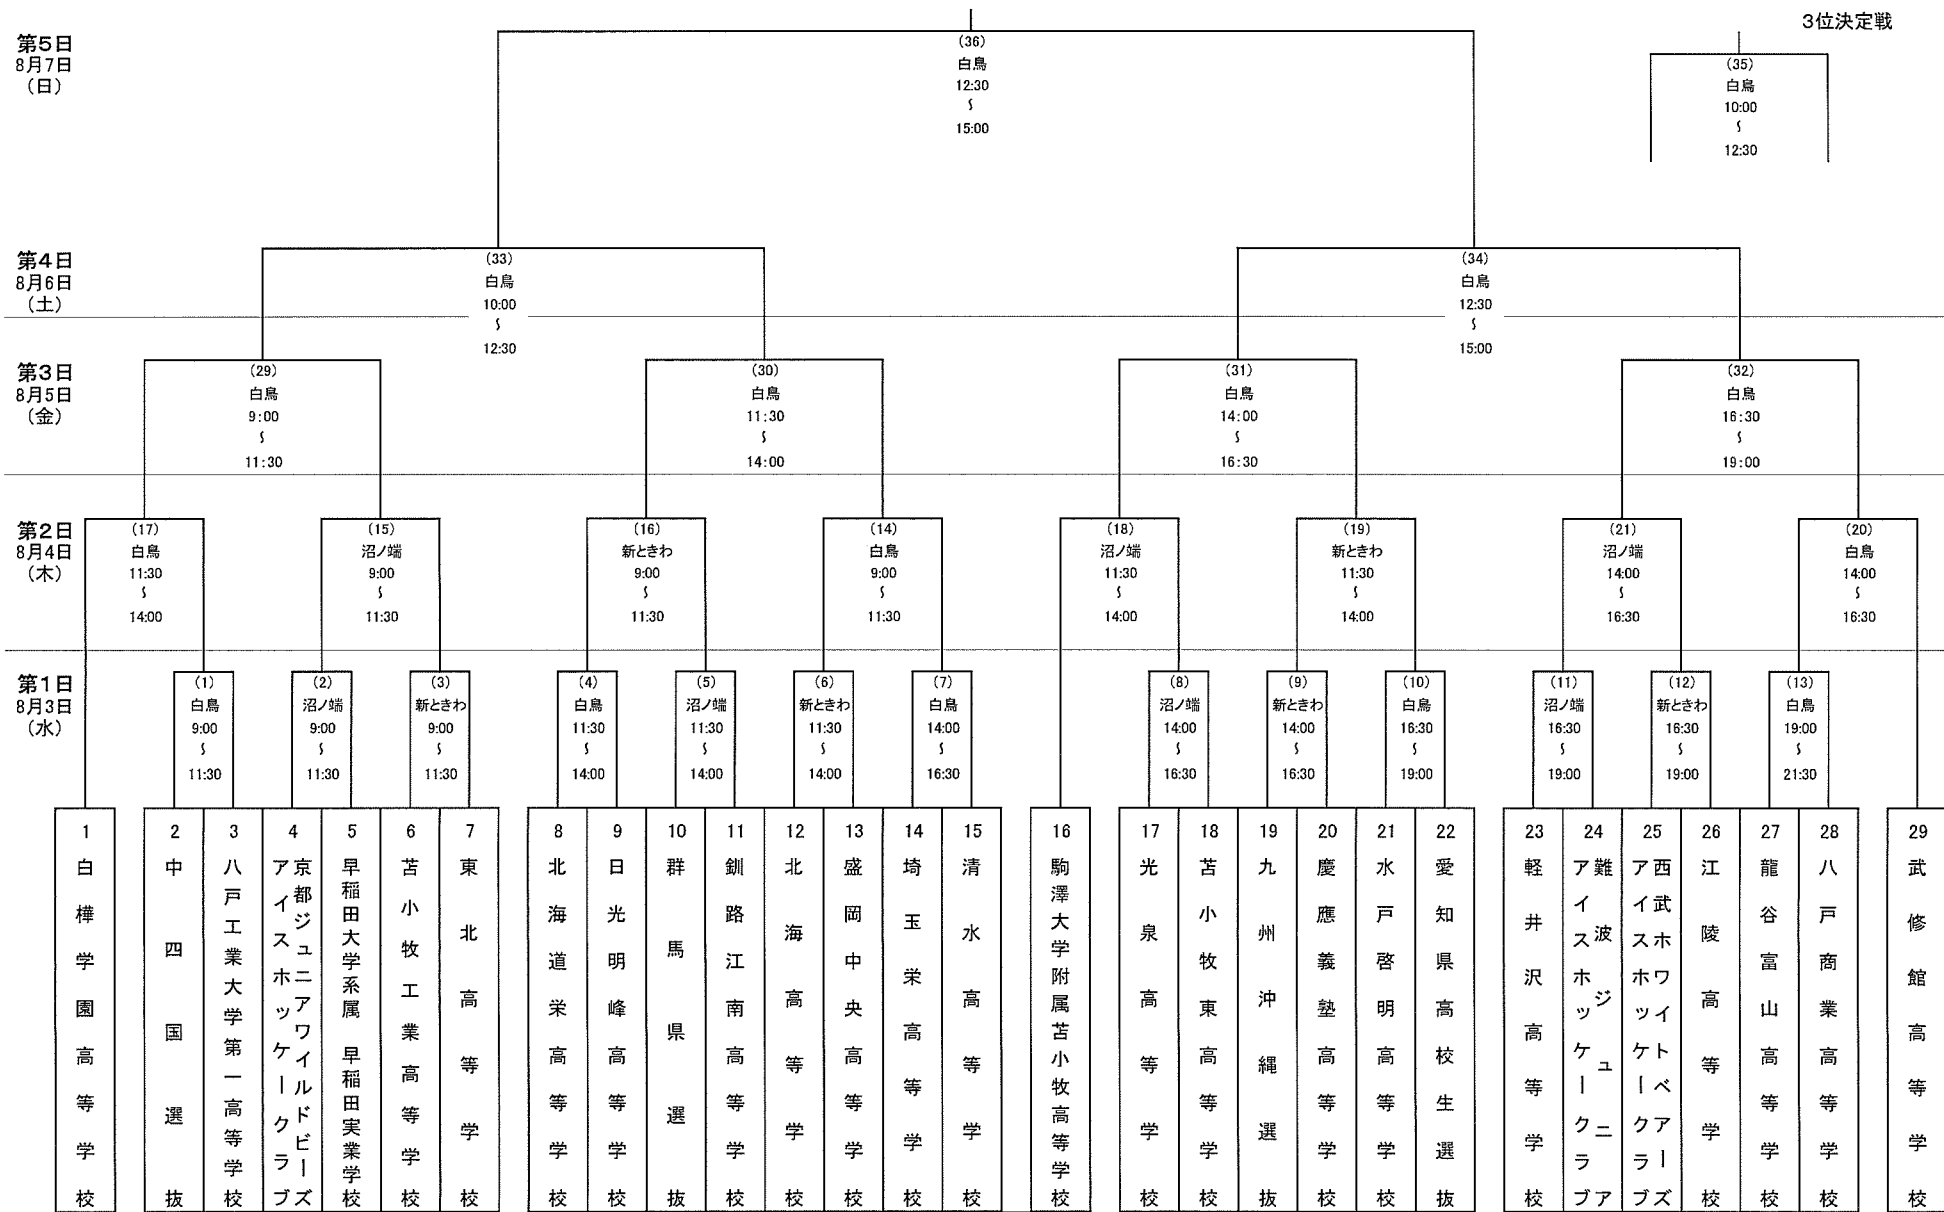 3位決定戦
第5日
8月7日
（日）
(36)
白鳥
12:30
〜
15:00
(35)
白鳥
10:00
〜
12:30
第4日
8月6日
（土）
(33)
白鳥
10:00
〜
12:30
(34)
白鳥
12:30
〜
15:00
第3日
8月5日
（金）
(29)
白鳥
9:00
〜
11:30
(30)
白鳥
11:30
〜
14:00
(31)
白鳥
14:00
〜
16:30
(32)
白鳥
16:30
〜
19:00
第2日
8月4日
（木）
(17)
白鳥
11:30
〜
14:00
(15)
沼ノ端
9:00
〜
11:30
(16)
新ときわ
9:00
〜
11:30
(14)
白鳥
9:00
〜
11:30
(18)
沼ノ端
11:30
〜
14:00
(19)
新ときわ
11:30
〜
14:00
(21)
沼ノ端
14:00
〜
16:30
(20)
白鳥
14:00
〜
16:30
第1日
8月3日
（水）
(1)
白鳥
9:00
〜
11:30
(2)
沼ノ端
9:00
〜
11:30
(3)
新ときわ
9:00
〜
11:30
(4)
白鳥
11:30
〜
14:00
(5)
沼ノ端
11:30
〜
14:00
(6)
新ときわ
11:30
〜
14:00
(7)
白鳥
14:00
〜
16:30
(8)
沼ノ端
14:00
〜
16:30
(9)
新ときわ
14:00
〜
16:30
(10)
白鳥
16:30
〜
19:00
(11)
沼ノ端
16:30
〜
19:00
(12)
新ときわ
16:30
〜
19:00
(13)
白鳥
19:00
〜
21:30
1
白樺学園高等学校
2
中四国選抜
3
八戸工業大学第一高等学校
4
京都ジュニアワイルドビーズ
アイスホッケークラブ
5
早稲田大学系属 早稲田実業学校
6
苫小牧工業高等学校
7
東北高等学校
8
北海道栄高等学校
9
日光明峰高等学校
10
群馬県選抜
11
釧路江南高等学校
12
北海高等学校
13
盛岡中央高等学校
14
埼玉栄高等学校
15
清水高等学校
16
駒澤大学附属苫小牧高等学校
17
光泉高等学校
18
苫小牧東高等学校
19
九州沖縄選抜
20
慶應義塾高等学校
21
水戸啓明高等学校
22
愛知県高校生選抜
23
軽井沢高等学校
24
難波ジュニア
アイスホッケークラブ
25
西武ホワイトベアーズ
アイスホッケークラブ
26
江陵高等学校
27
龍谷富山高等学校
28
八戸商業高等学校
29
武修館高等学校